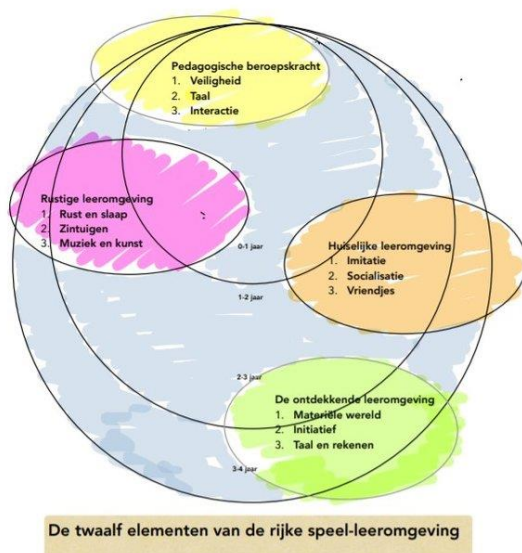 Pedagogische beroepskracht
1. Veiligheid
2. Taal
3. Interactie
Rustige leeromgeving
1. Rust en slaap
2. Zintuigen
3. Muziek en kunst
0-1 jaar
Huiselijke leeromgeving
1. Imitatie
2. Socialisatie
3. Vriendjes
1-2 jaar
2-3 jaar
De ontdekkende leeromgeving
1. Materiële wereld
2. Initiatief
3. Taal en rekenen
3-4 jaar
De twaalf elementen van de rijke speel-leeromgeving